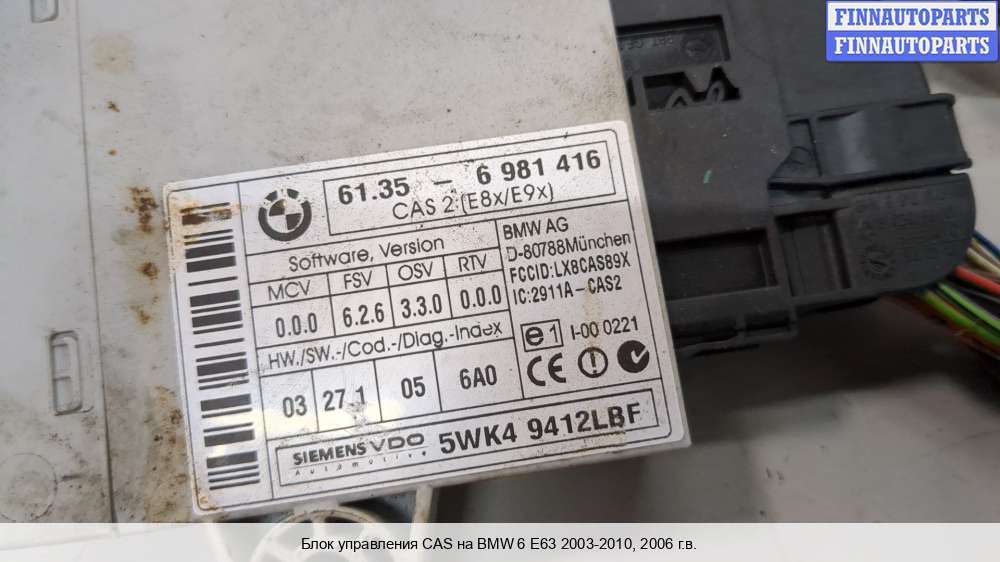 FINNAUTOPARTS
FINNAUTOPARTS
61.35 - 6 981 416
CAS 2 (E8x/E9x)
Software, Version
MCV FSV OSV RTV
0.0.0 6.2.6 3.3.0 0.0.0
HW./SW.-/Cod.-/Diag.-Index
03 27.1 05 6A0
BMW AG
D-80788München
FCCID:LX8CAS89X
IC:2911A-CAS2
e1 I-00 0221
CE
SIEMENS VDO
Automotive
5WK4 9412LBF
Блок управления CAS на BMW 6 E63 2003-2010, 2006 г.в.